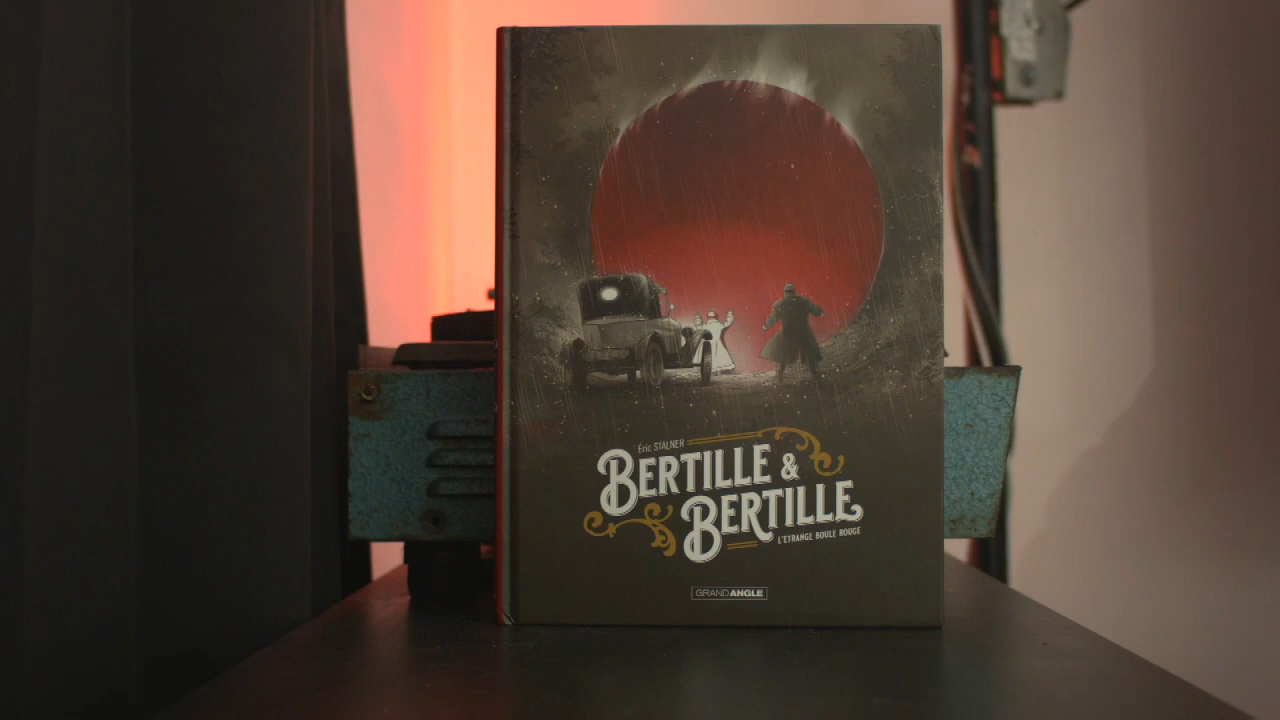 Éric STALNER
BERTILLE &
BERTILLE
L'ÉTRANGE BOULE ROUGE
GRANDANGLE